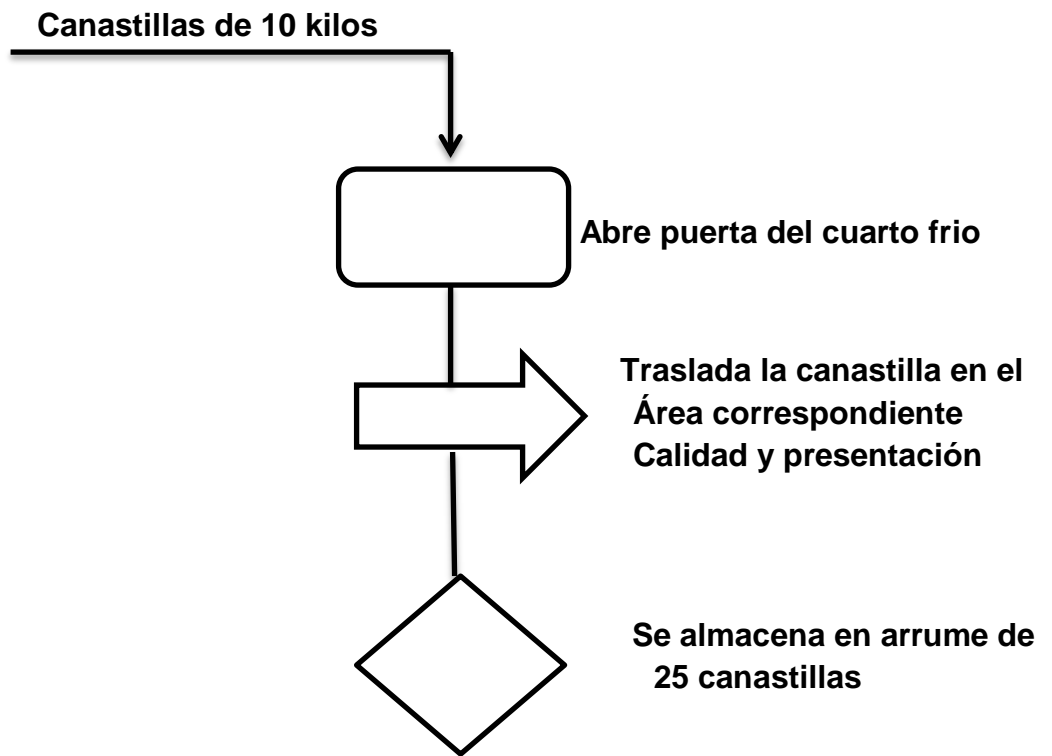 Canastillas de 10 kilos
Abre puerta del cuarto frio
Traslada la canastilla en el
Área correspondiente
Calidad y presentación
Se almacena en arrume de
25 canastillas